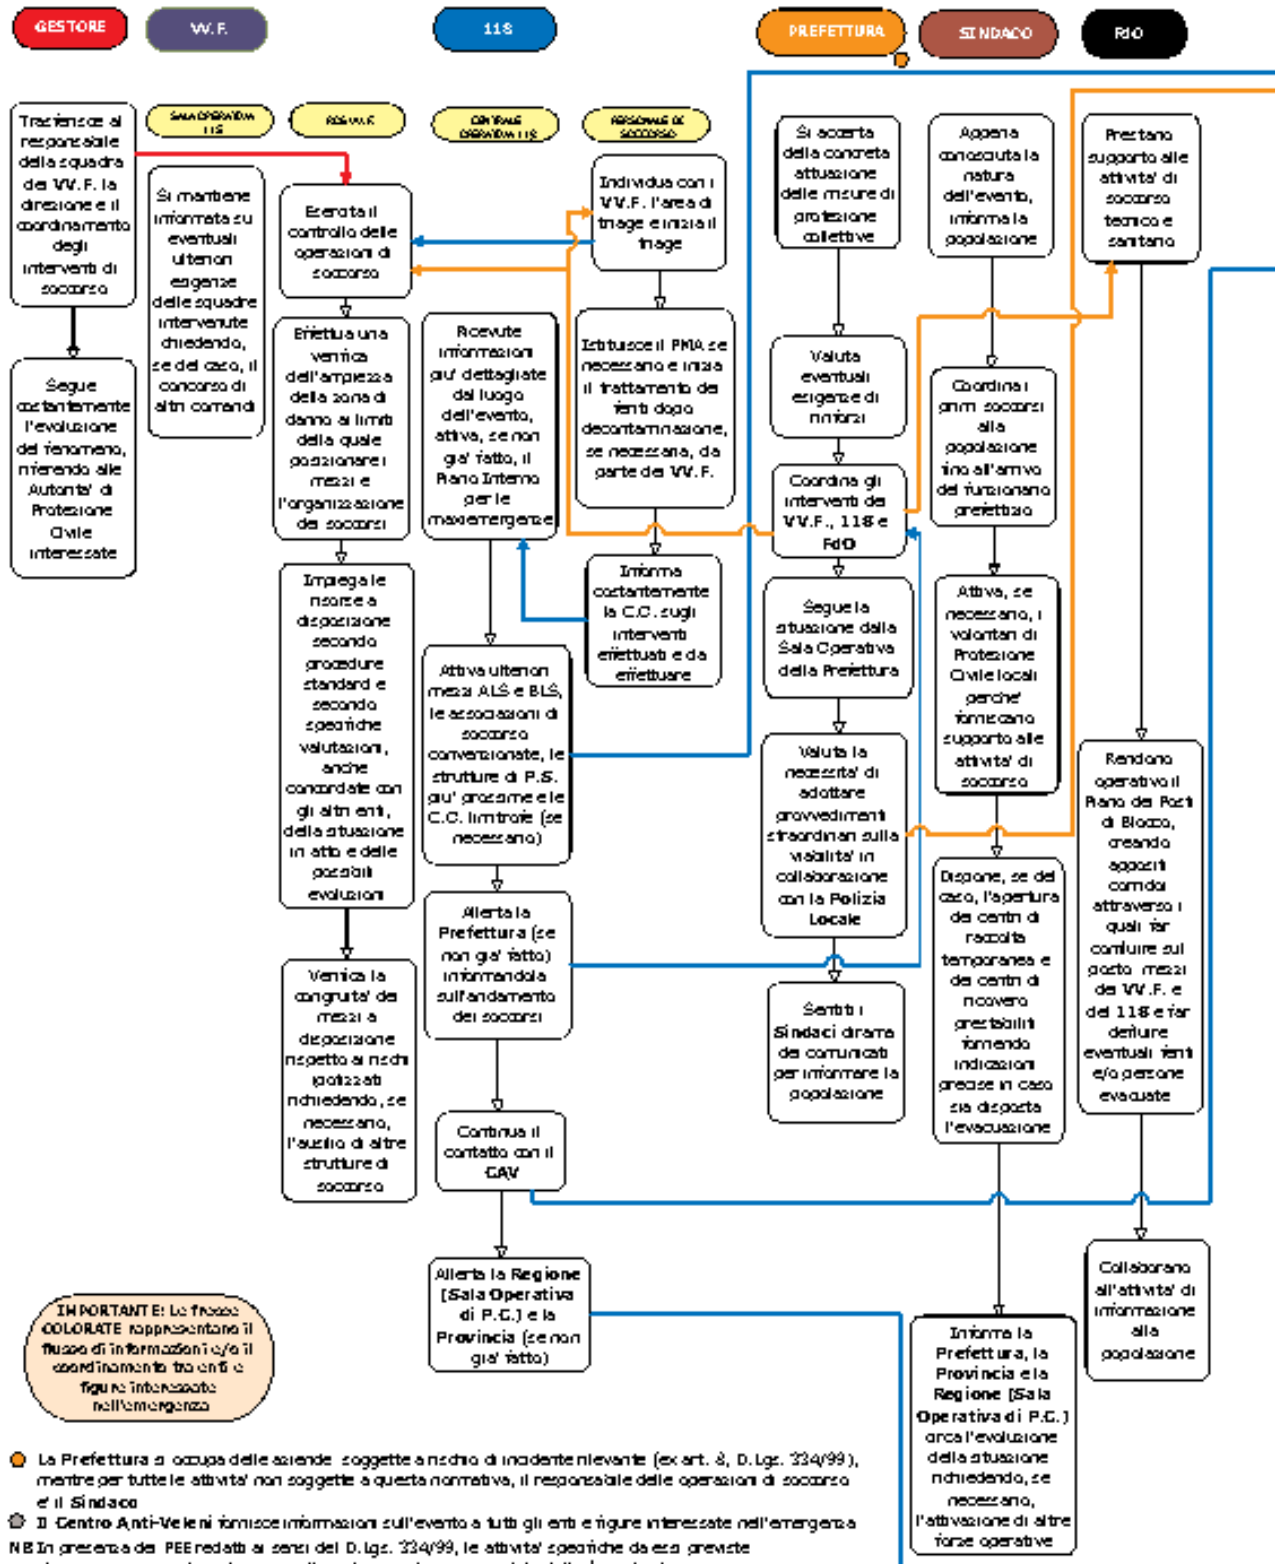 GESTORE
VV.F.
118
PREFETTURA
SINDACO
FdO
Trasferisce al
responsabile
della squadra
dei VV.F. la
direzione e il
coordinamento
degli
interventi di
soccorso
Segue
costantemente
l'evoluzione
del fenomeno,
riferendo alle
Autorita' di
Protezione
Civile
interessate
SALA OPERATIVA
115
Si mantiene
informata su
eventuali
ulteriori
esigenze
delle squadre
intervenute
chiedendo,
se del caso, il
concorso di
altri comandi
ROS VV.F.
Esercita il
controllo delle
operazioni di
soccorso
Effettua una
verifica
dell'ampiezza
della zona di
danno ai limiti
della quale
posizionare i
mezzi e
l'organizzazione
dei soccorsi
Impiega le
risorse a
disposizione
secondo
procedure
standard e
secondo
specifiche
valutazioni,
anche
concordate con
gli altri enti,
della situazione
in atto e delle
possibili
evoluzioni
Verifica la
congruita' dei
mezzi a
disposizione
rispetto ai rischi
ipotizzati
richiedendo, se
necessario,
l'ausilio di altre
strutture di
soccorso
CENTRALE
OPERATIVA 118
Ricevute
informazioni
piu' dettagliate
dal luogo
dell'evento,
attiva, se non
gia' fatto, il
Piano Interno
per le
maxiemergenze
Attiva ulteriori
mezzi ALS e BLS,
le associazioni di
soccorso
convenzionate, le
strutture di P.S.
piu' prossime e le
C.O. limitrofe (se
necessario)
Allerta la
Prefettura (se
non gia' fatto)
informandola
sull'andamento
dei soccorsi
Continua il
contatto con il
CAV
Allerta la Regione
(Sala Operativa
di P.C.) e la
Provincia (se non
gia' fatto)
PERSONALE DI
SOCCORSO
Individua con i
VV.F. l'area di
triage e inizia il
triage
Istituisce il PMA se
necessario e inizia
il trattamento dei
feriti dopo
decontaminazione,
se necessaria, da
parte dei VV.F.
Informa
costantemente
la C.O. sugli
interventi
effettuati e da
effettuare
Si accerta
della concreta
attuazione
delle misure di
protezione
collettive
Valuta
eventuali
esigenze di
rinforzi
Coordina gli
interventi dei
VV.F., 118 e
FdO
Segue la
situazione dalla
Sala Operativa
della Prefettura
Valuta la
necessita' di
adottare
provvedimenti
straordinari sulla
viabilita' in
collaborazione
con la Polizia
Locale
Sentiti i
Sindaci dirama
dei comunicati
per informare la
popolazione
Appena
conosciuta la
natura
dell'evento,
informa la
popolazione
Coordina i
primi soccorsi
alla
popolazione
fino all'arrivo
del funzionario
prefettizio
Attiva, se
necessario, i
volontari di
Protezione
Civile locali
perche'
forniscano
supporto alle
attivita' di
soccorso
Dispone, se del
caso, l'apertura
dei centri di
raccolta
temporanea e
dei centri di
ricovero
prestabiliti
fornendo
indicazioni
precise in caso
sia disposta
l'evacuazione
Informa la
Prefettura, la
Provincia e la
Regione (Sala
Operativa di P.C.)
circa l'evoluzione
della situazione
richiedendo, se
necessario,
l'attivazione di altre
forze operative
Prestano
supporto alle
attivita' di
soccorso
tecnico e
sanitario
Rendono
operativo il
Piano dei Posti
di Blocco,
creando
appositi
corridoi
attraverso i
quali far
confluire sul
posto i mezzi
dei VV.F. e
del 118 e far
defluire
eventuali feriti
e/o persone
evacuate
Collaborano
all'attivita' di
informazione
alla
popolazione
IMPORTANTE: Le frecce
COLORATE rappresentano il
flusso di informazioni e/o il
coordinamento tra enti e
figure interessate
nell'emergenza
La Prefettura si occupa delle aziende soggette a rischio di incidente rilevante (ex art. 8, D.Lgs. 334/99),
mentre per tutte le attivita' non soggette a questa normativa, il responsabile delle operazioni di soccorso
e' il Sindaco
Il Centro Anti-Veleni fornisce informazioni sull'evento a tutti gli enti e figure interessate nell'emergenza
NB In presenza dei PEE redatti ai sensi del D.Lgs. 334/99, le attivita' specifiche da essi previste